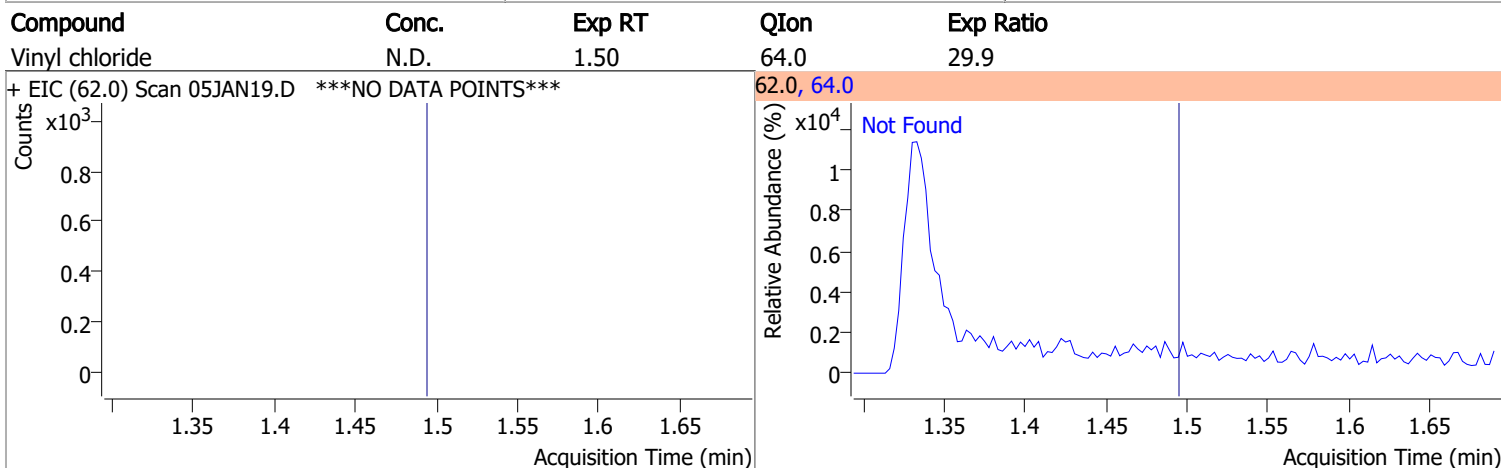 Compound Conc. Exp RT QIon Exp Ratio
Vinyl chloride N.D. 1.50 64.0 29.9
+ EIC (62.0) Scan 05JAN19.D ***NO DATA POINTS***
Counts
x10³
0.8
0.6
0.4
0.2
0
1.35 1.4 1.45 1.5 1.55 1.6 1.65
Acquisition Time (min)
62.0, 64.0
Relative Abundance (%)
x10⁴
Not Found
1
0.8
0.6
0.4
0.2
0
1.35 1.4 1.45 1.5 1.55 1.6 1.65
Acquisition Time (min)